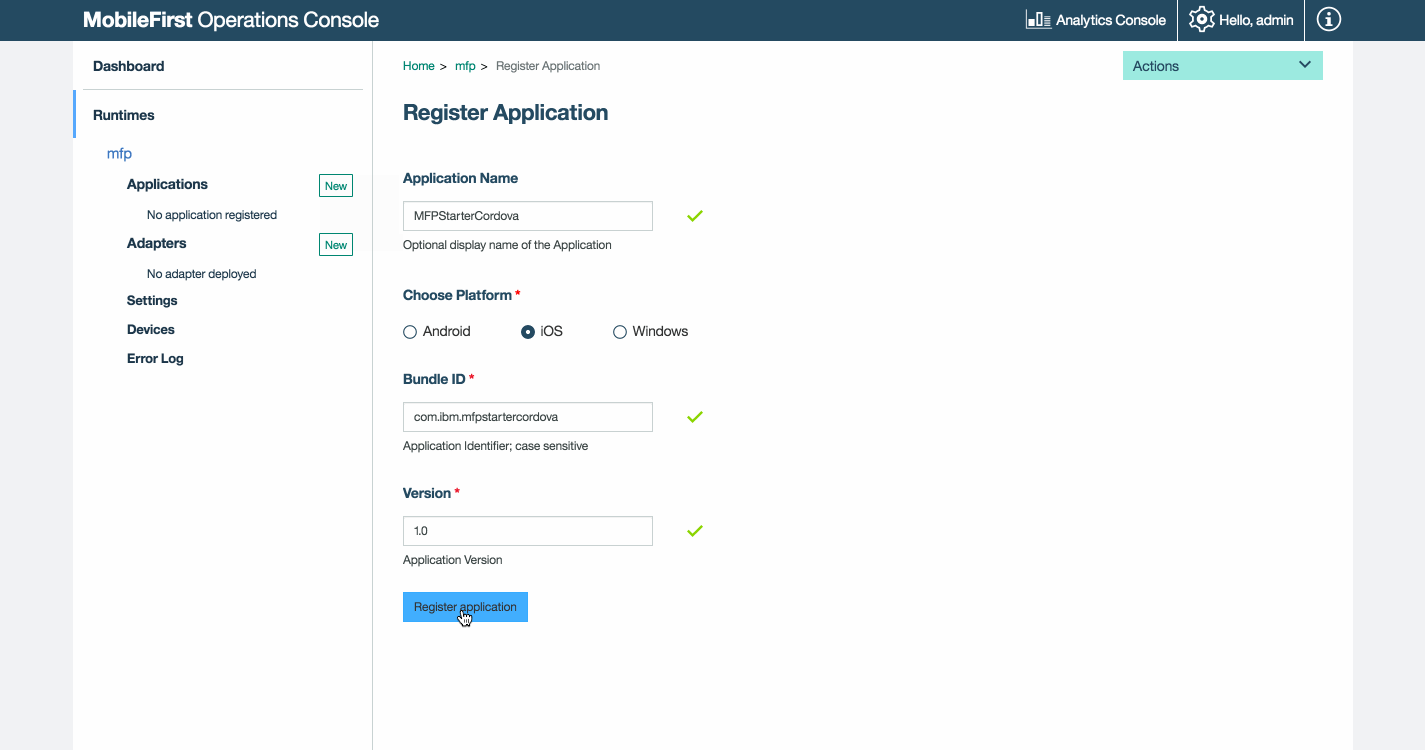 MobileFirst Operations Console
Analytics Console
Hello, admin
Dashboard
Runtimes
mfp
Applications
New
No application registered
Adapters
New
No adapter deployed
Settings
Devices
Error Log
Home > mfp > Register Application
Actions
Register Application
Application Name
MFPStarterCordova
Optional display name of the Application
Choose Platform *
Android
iOS
Windows
Bundle ID *
com.ibm.mfpstartercordova
Application Identifier; case sensitive
Version *
1.0
Application Version
Register application